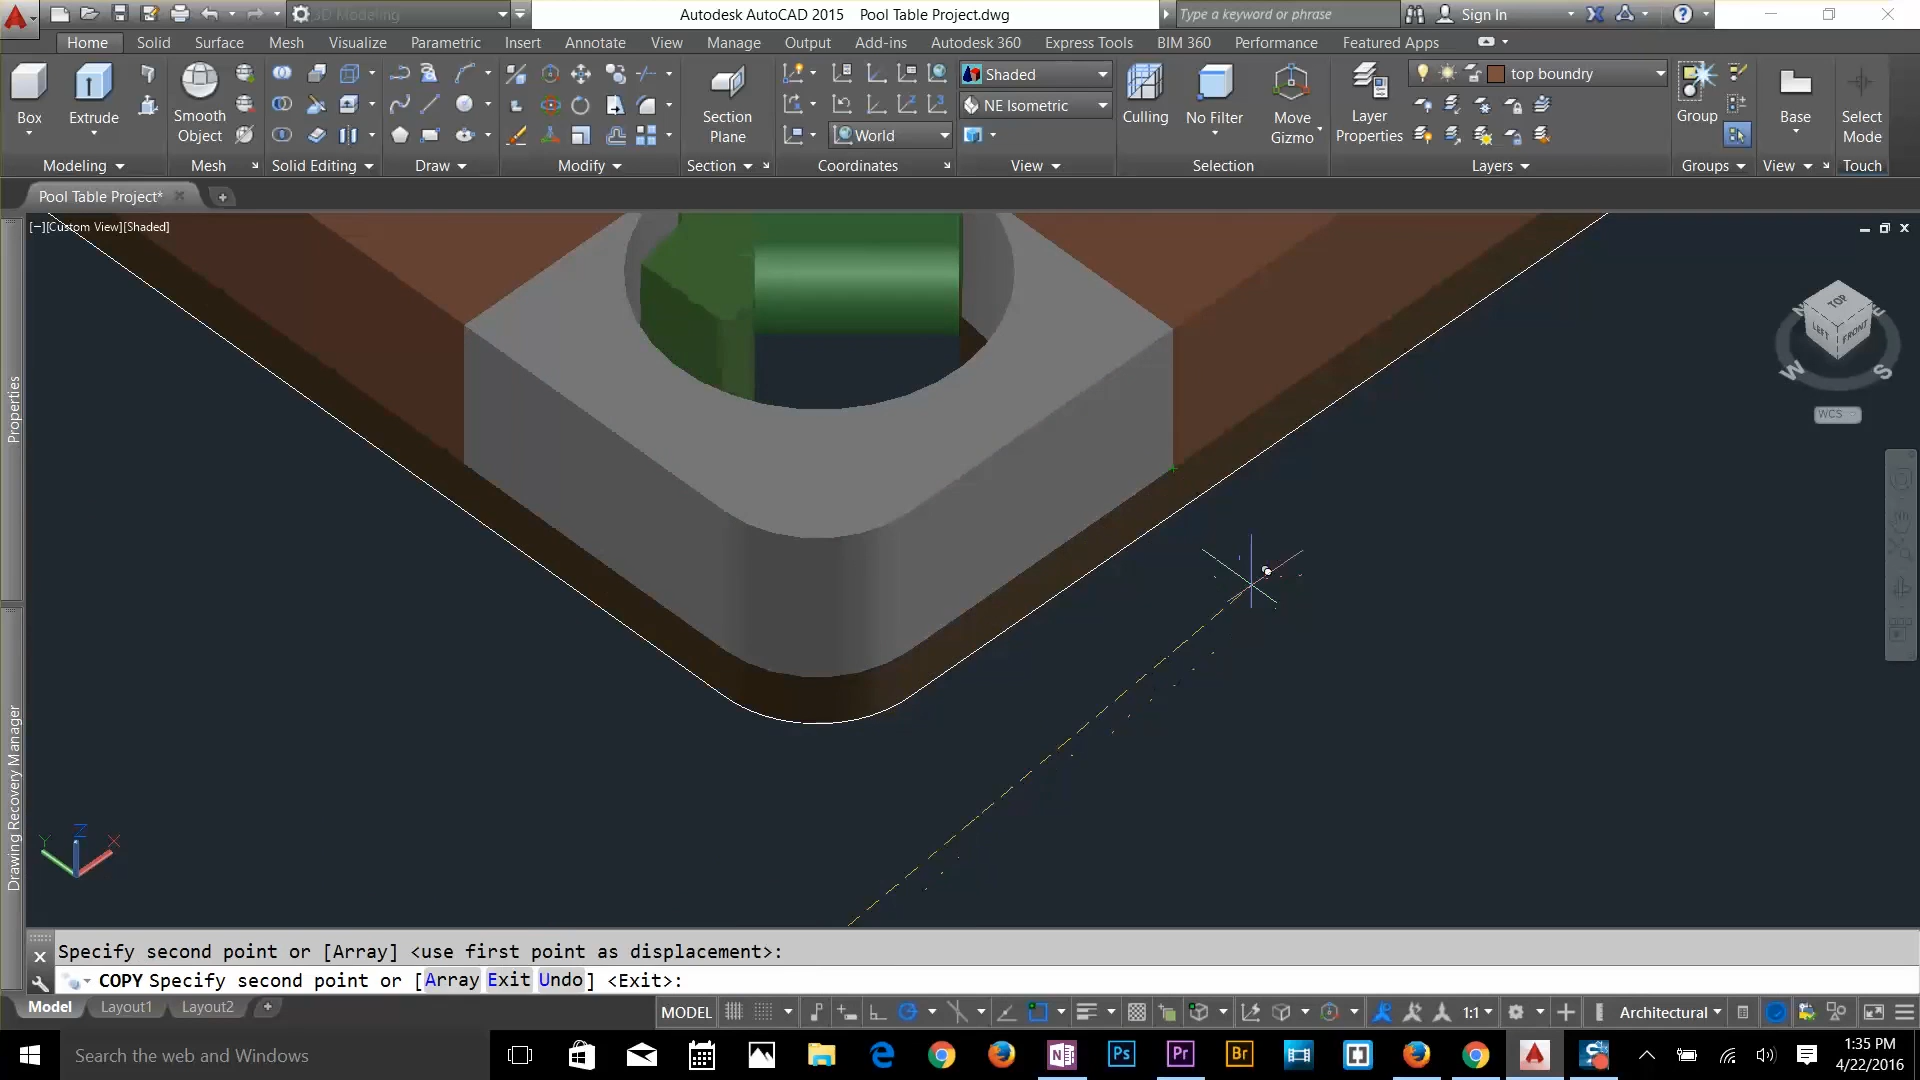 3D Modeling
Autodesk AutoCAD 2015 Pool Table Project.dwg
Type a keyword or phrase
Sign In
Home Solid Surface Mesh Visualize Parametric Insert Annotate View Manage Output Add-ins Autodesk 360 Express Tools BIM 360 Performance Featured Apps
Box
Extrude
Smooth
Object
Section
Plane
World
Shaded
NE Isometric
Culling
No Filter
Move
Gizmo
Layer
Properties
top boundry
Group
Base
Select
Mode
Modeling Mesh Solid Editing Draw Modify Section Coordinates View Selection Layers Groups View Touch
Pool Table Project*
[−][Custom View][Shaded]
Properties
Drawing Recovery Manager
TOP
LEFT
FRONT
N
E
W
S
WCS
Y
Z
X
Specify second point or [Array] <use first point as displacement>:
COPY Specify second point or [Array Exit Undo] <Exit>:
Model Layout1 Layout2
MODEL
1:1
Architectural
Search the web and Windows
Ps
Pr
Br
1:35 PM
4/22/2016